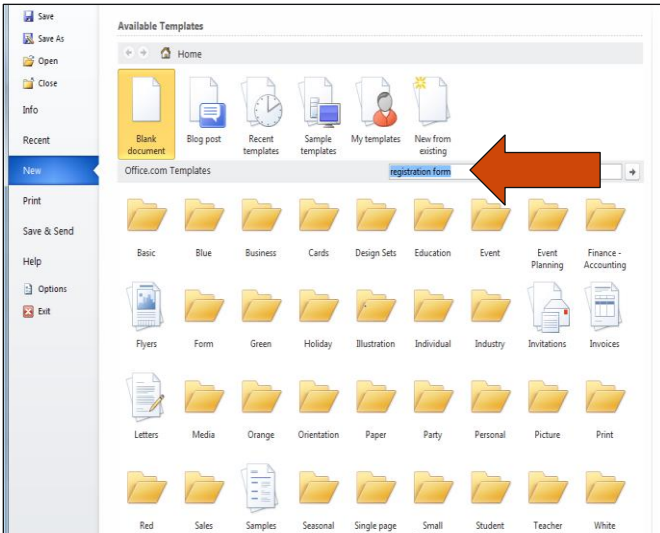 Save
Save As
Open
Close
Info
Recent
New
Print
Save & Send
Help
Options
Exit
Available Templates
Home
Blank document
Blog post
Recent templates
Sample templates
My templates
New from existing
Office.com Templates
registration form
Basic
Blue
Business
Cards
Design Sets
Education
Event
Event Planning
Finance - Accounting
Flyers
Form
Green
Holiday
Illustration
Individual
Industry
Invitations
Invoices
Letters
Media
Orange
Orientation
Paper
Party
Personal
Picture
Print
Red
Sales
Samples
Seasonal
Single page
Small
Student
Teacher
White